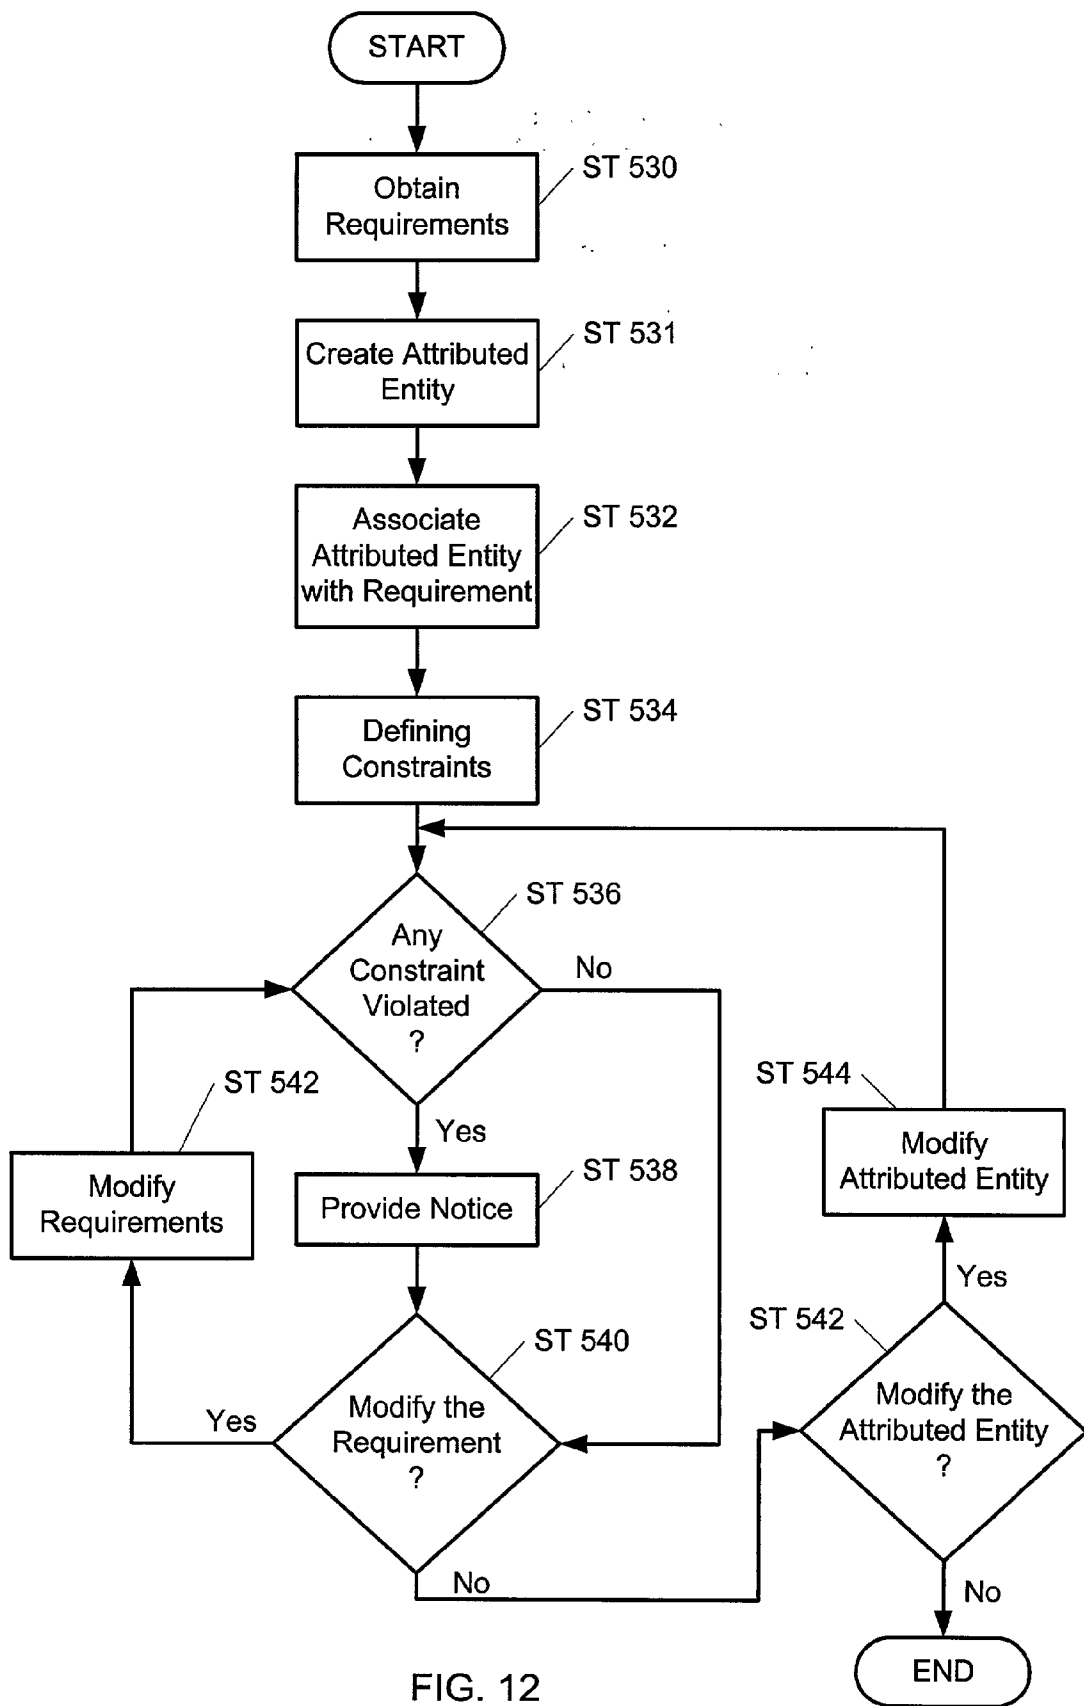 START
ST 530
Obtain
Requirements
ST 531
Create Attributed
Entity
ST 532
Associate
Attributed Entity
with Requirement
ST 534
Defining
Constraints
ST 536
Any
Constraint
Violated
?
No
Yes
ST 542
Modify
Requirements
ST 538
Provide Notice
ST 544
Modify
Attributed Entity
Yes
ST 540
Modify the
Requirement
?
Yes
No
ST 542
Modify the
Attributed Entity
?
No
END
FIG. 12